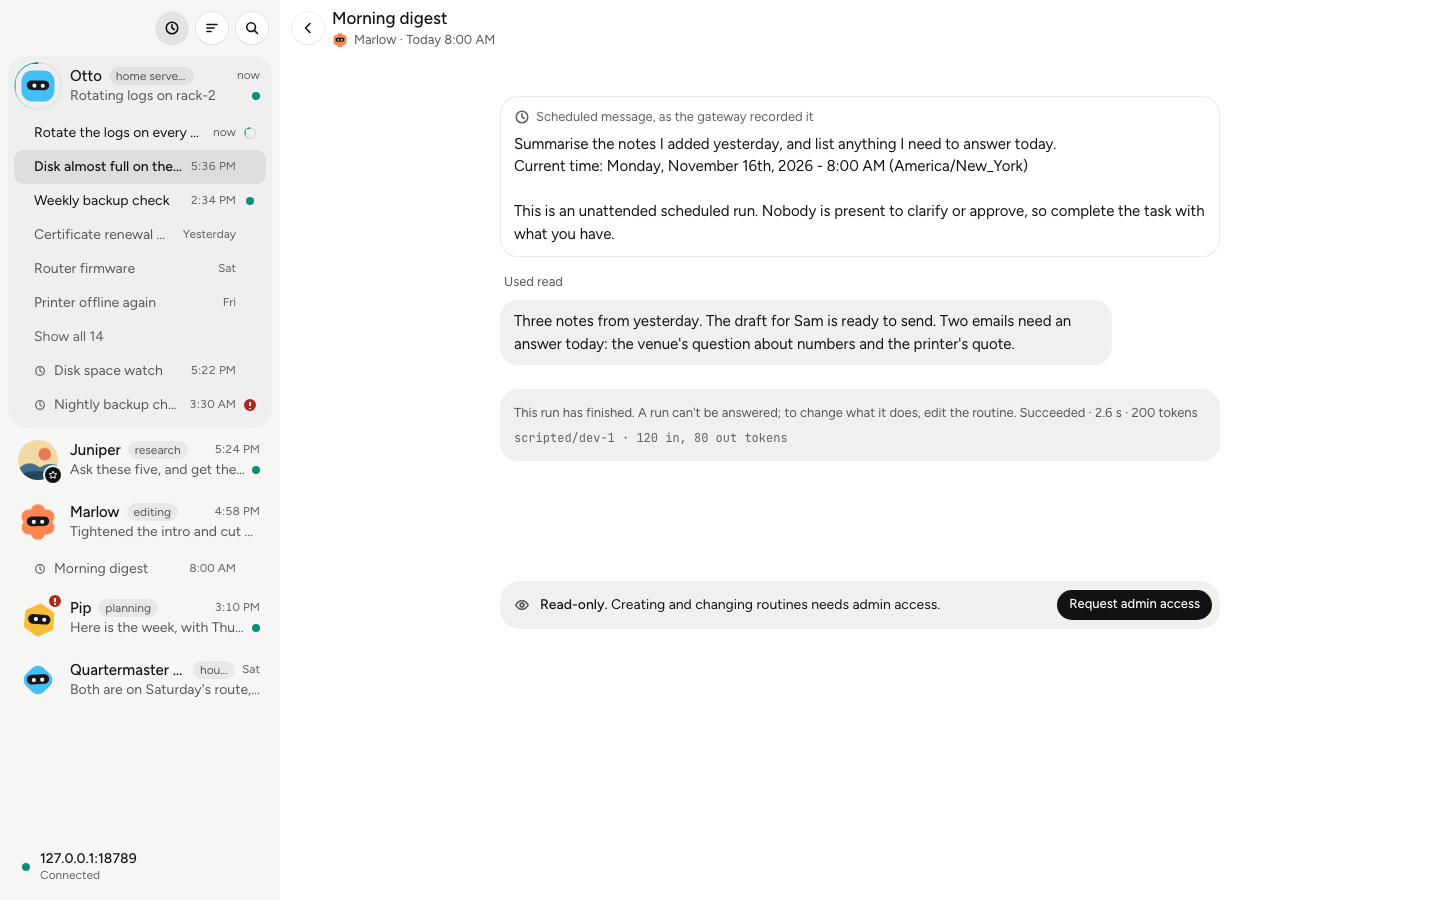 Otto home serve... now
Rotating logs on rack-2
Rotate the logs on every ... now
Disk almost full on the... 5:36 PM
Weekly backup check 2:34 PM
Certificate renewal ... Yesterday
Router firmware Sat
Printer offline again Fri
Show all 14
Disk space watch 5:22 PM
Nightly backup ch... 3:30 AM
Juniper research 5:24 PM
Ask these five, and get the...
Marlow editing 4:58 PM
Tightened the intro and cut ...
Morning digest 8:00 AM
Pip planning 3:10 PM
Here is the week, with Thu...
Quartermaster ... hou... Sat
Both are on Saturday's route,...
127.0.0.1:18789
Connected
Morning digest
Marlow · Today 8:00 AM
Scheduled message, as the gateway recorded it
Summarise the notes I added yesterday, and list anything I need to answer today.
Current time: Monday, November 16th, 2026 - 8:00 AM (America/New_York)
This is an unattended scheduled run. Nobody is present to clarify or approve, so complete the task with
what you have.
Used read
Three notes from yesterday. The draft for Sam is ready to send. Two emails need an
answer today: the venue's question about numbers and the printer's quote.
This run has finished. A run can't be answered; to change what it does, edit the routine. Succeeded · 2.6 s · 200 tokens
scripted/dev-1 · 120 in, 80 out tokens
Read-only. Creating and changing routines needs admin access.
Request admin access